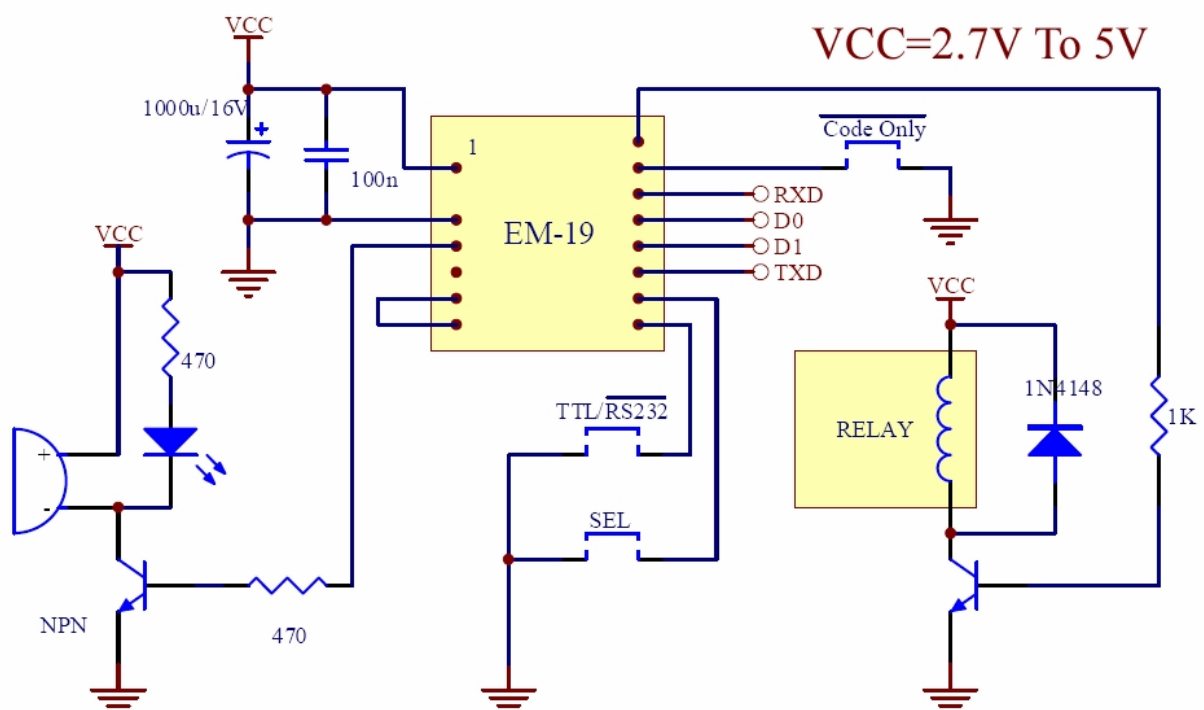 VCC
VCC=2.7V To 5V
1000u/16V
+
100n
1
EM-19
Code Only
RXD
D0
D1
TXD
VCC
470
VCC
TTL/RS232
RELAY
1N4148
1K
+
-
SEL
NPN
470